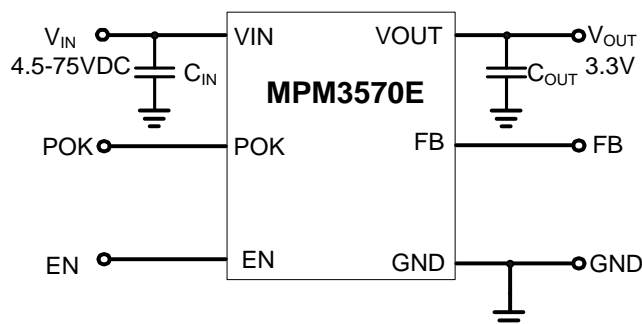 VIN
4.5-75VDC
CIN
VIN
VOUT
VOUT
3.3V
COUT
MPM3570E
POK
POK
FB
FB
EN
EN
GND
GND